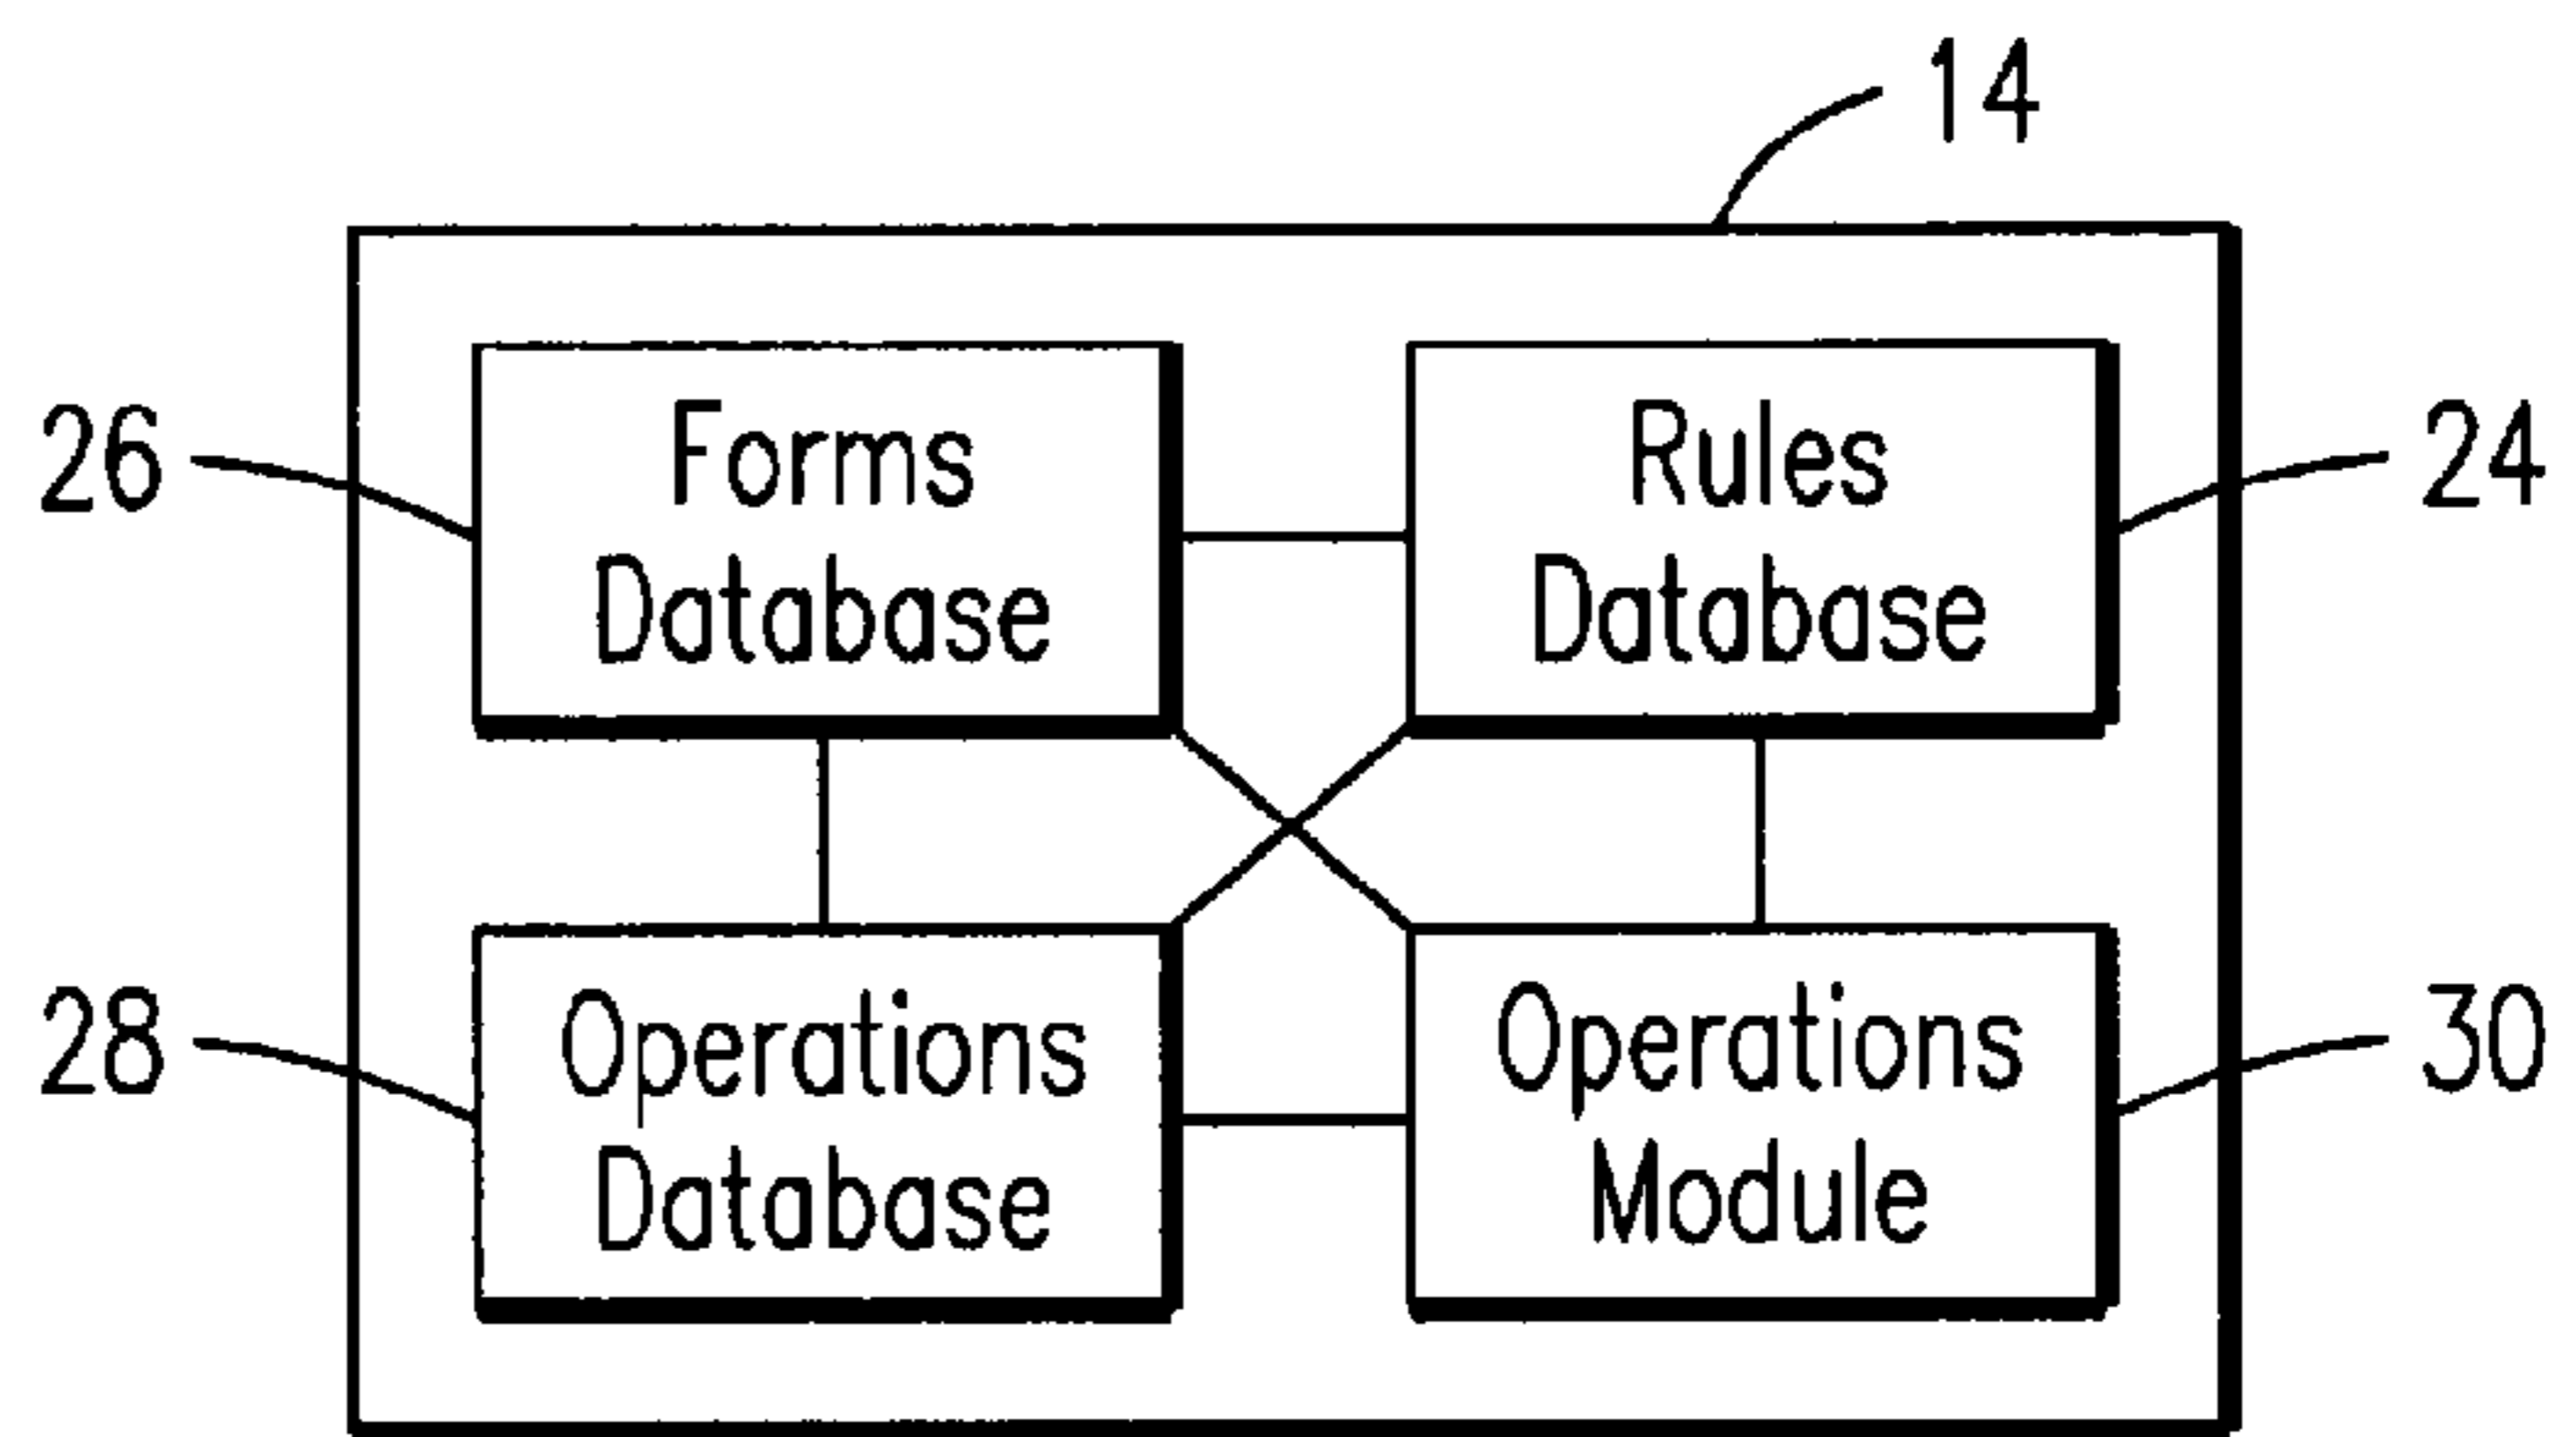 14
26
Forms
Database
Rules
Database
24
28
Operations
Database
Operations
Module
30